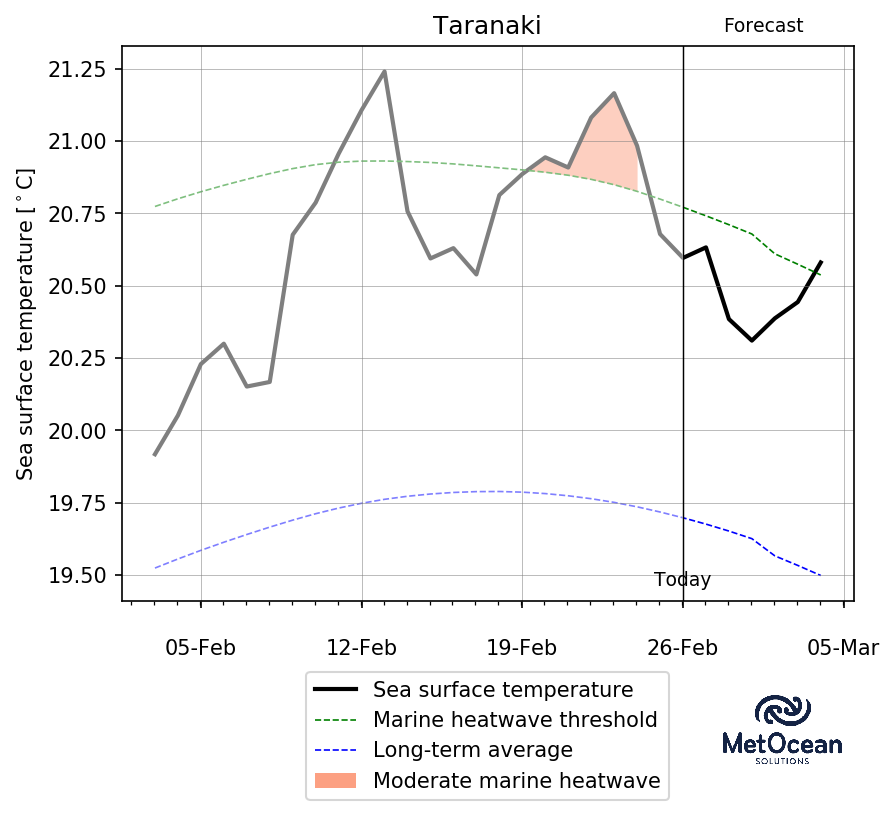 Taranaki
Forecast
Sea surface temperature [°C]
21.25
21.00
20.75
20.50
20.25
20.00
19.75
19.50
Today
05-Feb
12-Feb
19-Feb
26-Feb
05-Mar
Sea surface temperature
Marine heatwave threshold
Long-term average
Moderate marine heatwave
MetOcean
SOLUTIONS